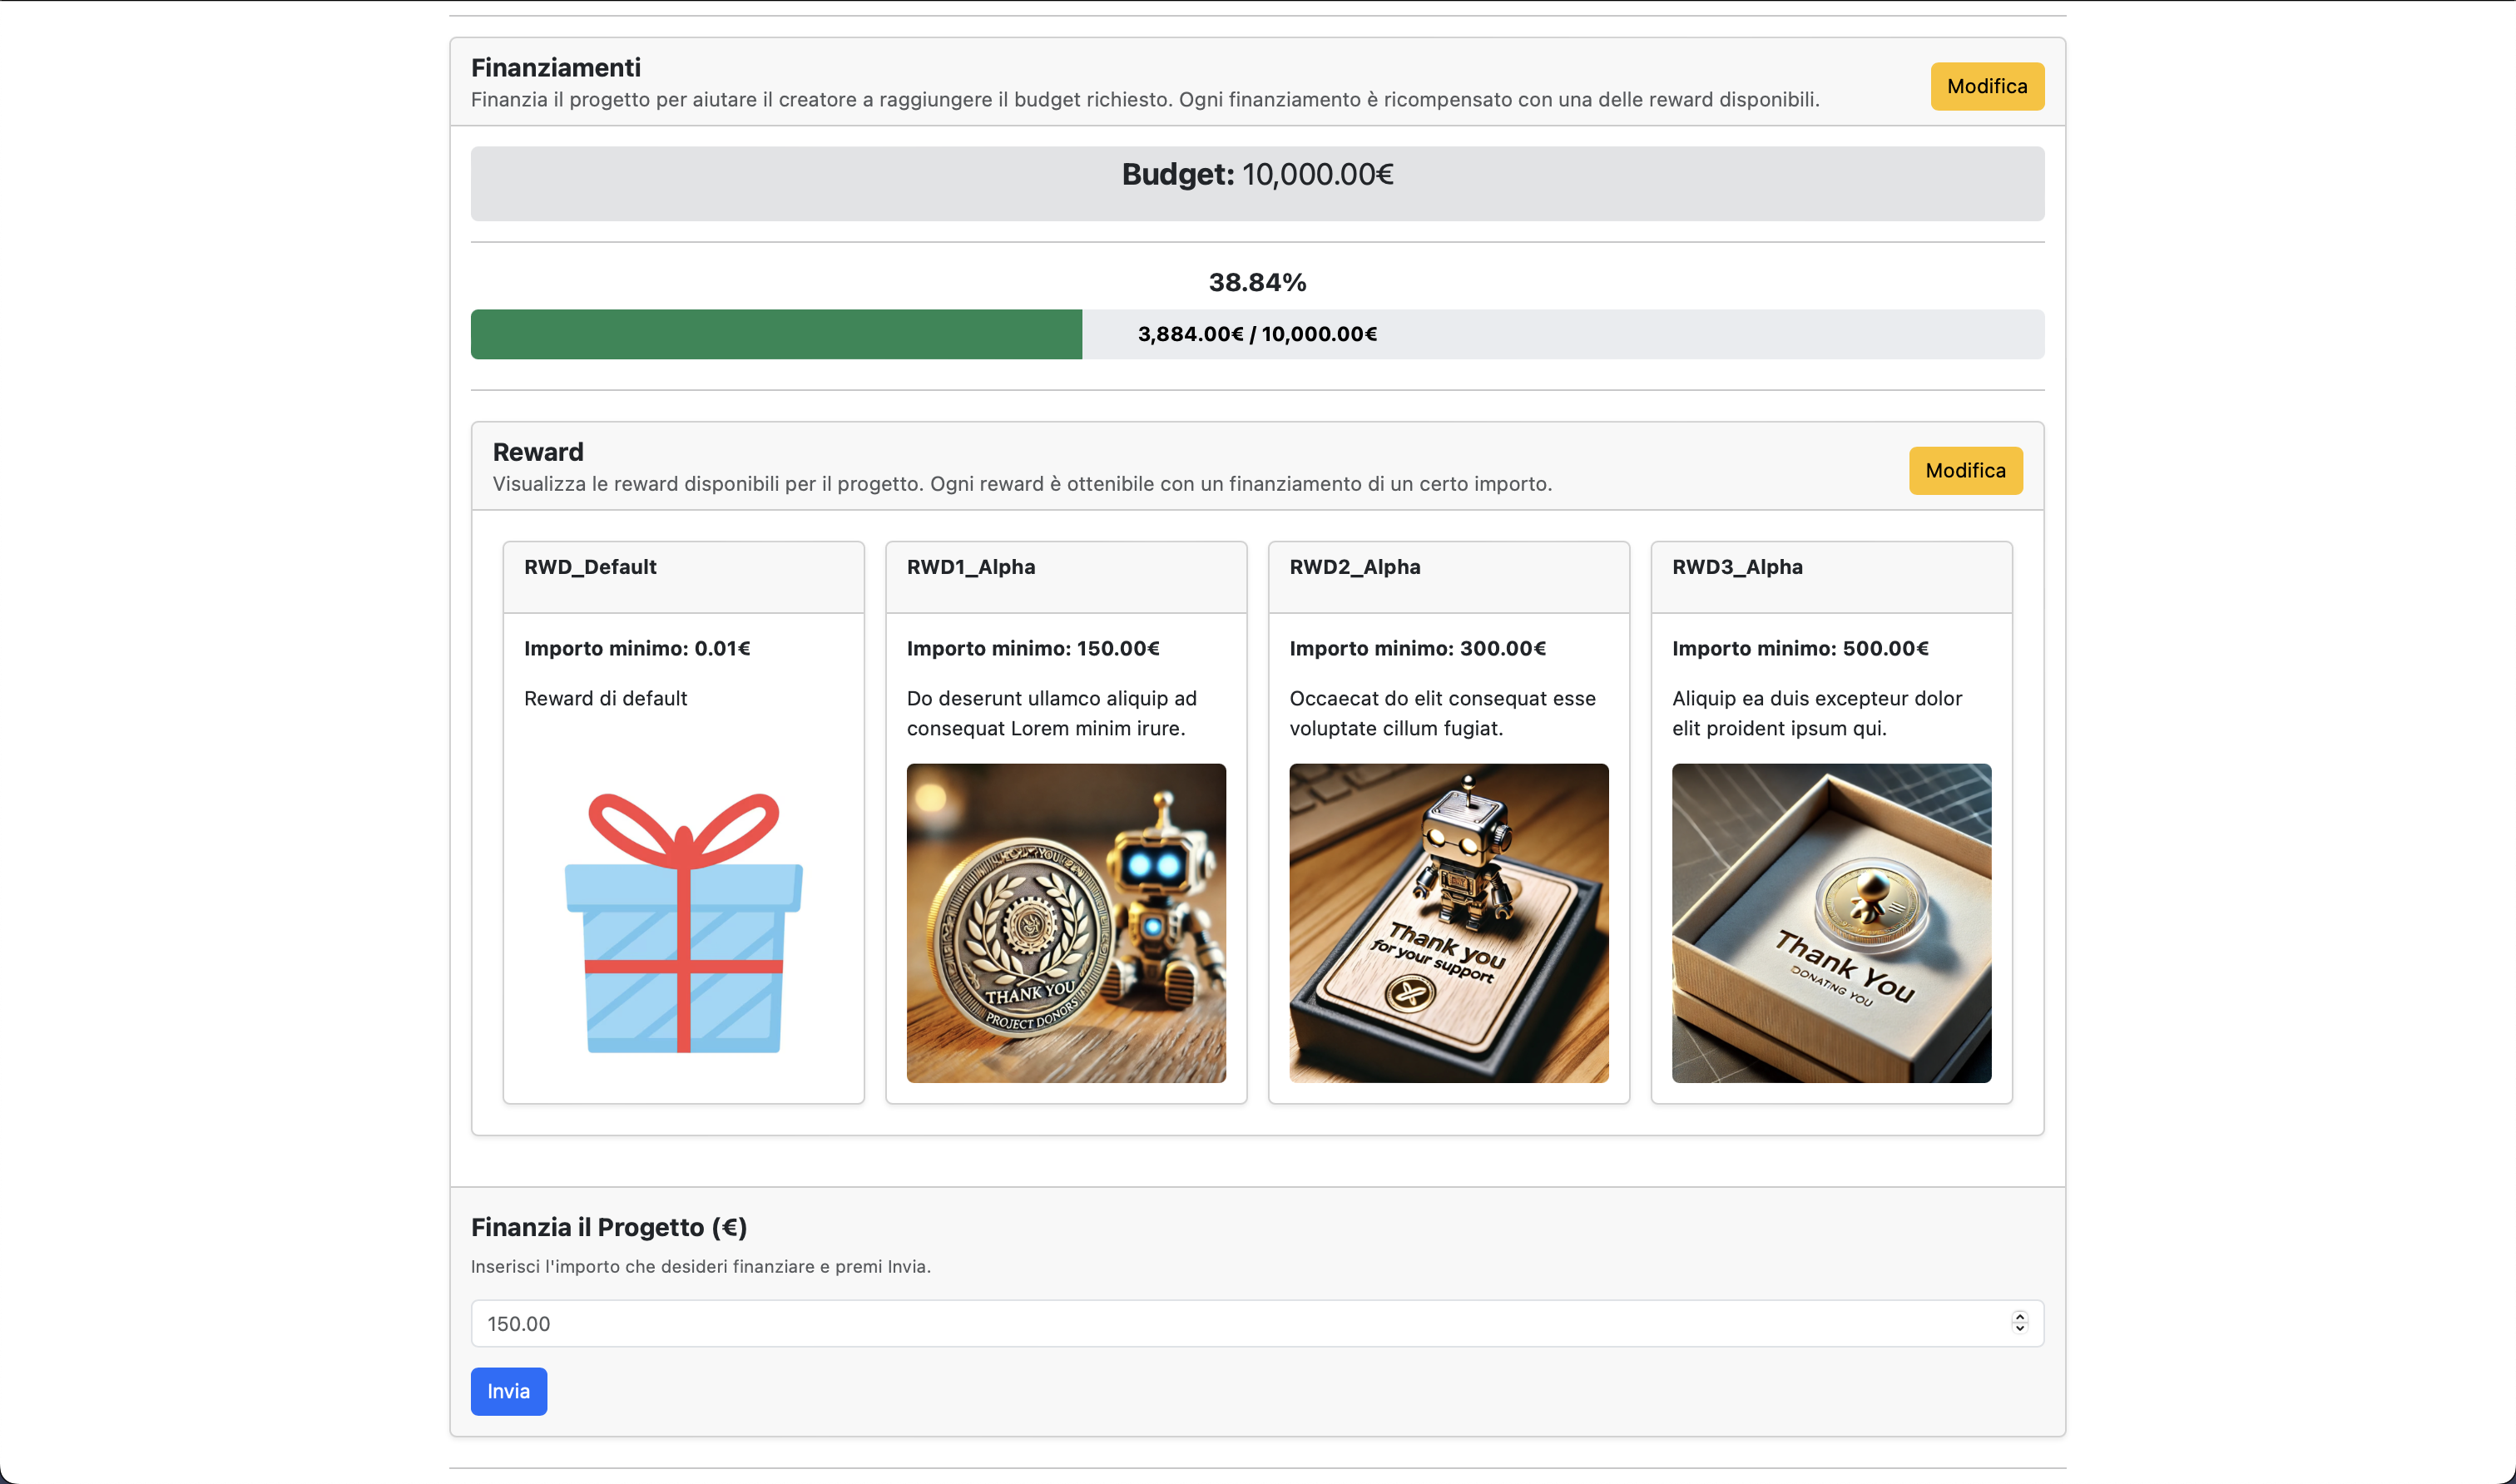 Finanziamenti
Finanzia il progetto per aiutare il creatore a raggiungere il budget richiesto. Ogni finanziamento è ricompensato con una delle reward disponibili.
Modifica
Budget: 10,000.00€
38.84%
3,884.00€ / 10,000.00€
Reward
Visualizza le reward disponibili per il progetto. Ogni reward è ottenibile con un finanziamento di un certo importo.
Modifica
RWD_Default
Importo minimo: 0.01€
Reward di default
RWD1_Alpha
Importo minimo: 150.00€
Do deserunt ullamco aliquip ad
consequat Lorem minim irure.
THANK YOU
PROJECT DONORS
RWD2_Alpha
Importo minimo: 300.00€
Occaecat do elit consequat esse
voluptate cillum fugiat.
Thank you
for your support
RWD3_Alpha
Importo minimo: 500.00€
Aliquip ea duis excepteur dolor
elit proident ipsum qui.
Thank You
DONATING YOU
Finanzia il Progetto (€)
Inserisci l'importo che desideri finanziare e premi Invia.
150.00
Invia